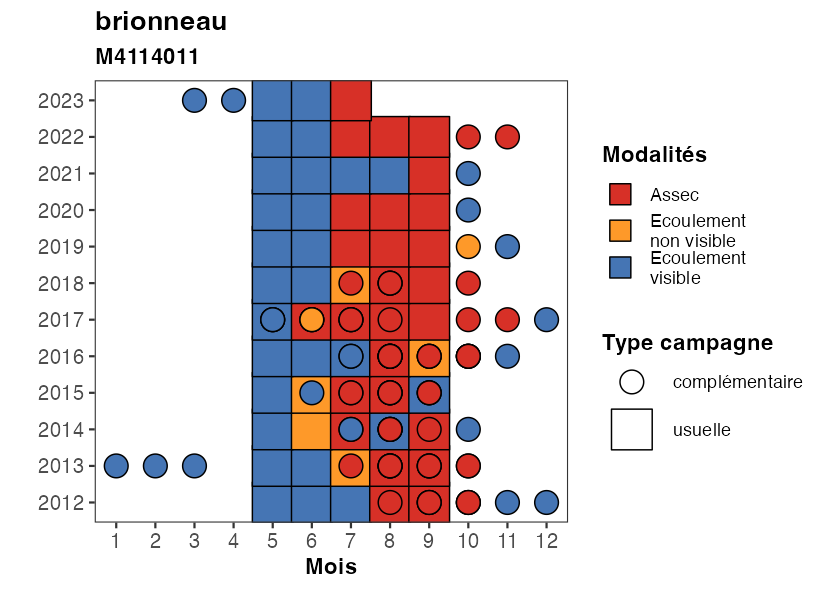 brionneau
M4114011
2023
2022
2021
2020
2019
2018
2017
2016
2015
2014
2013
2012
1 2 3 4 5 6 7 8 9 10 11 12
Mois
Modalités
Assec
Ecoulement
non visible
Ecoulement
visible
Type campagne
complémentaire
usuelle